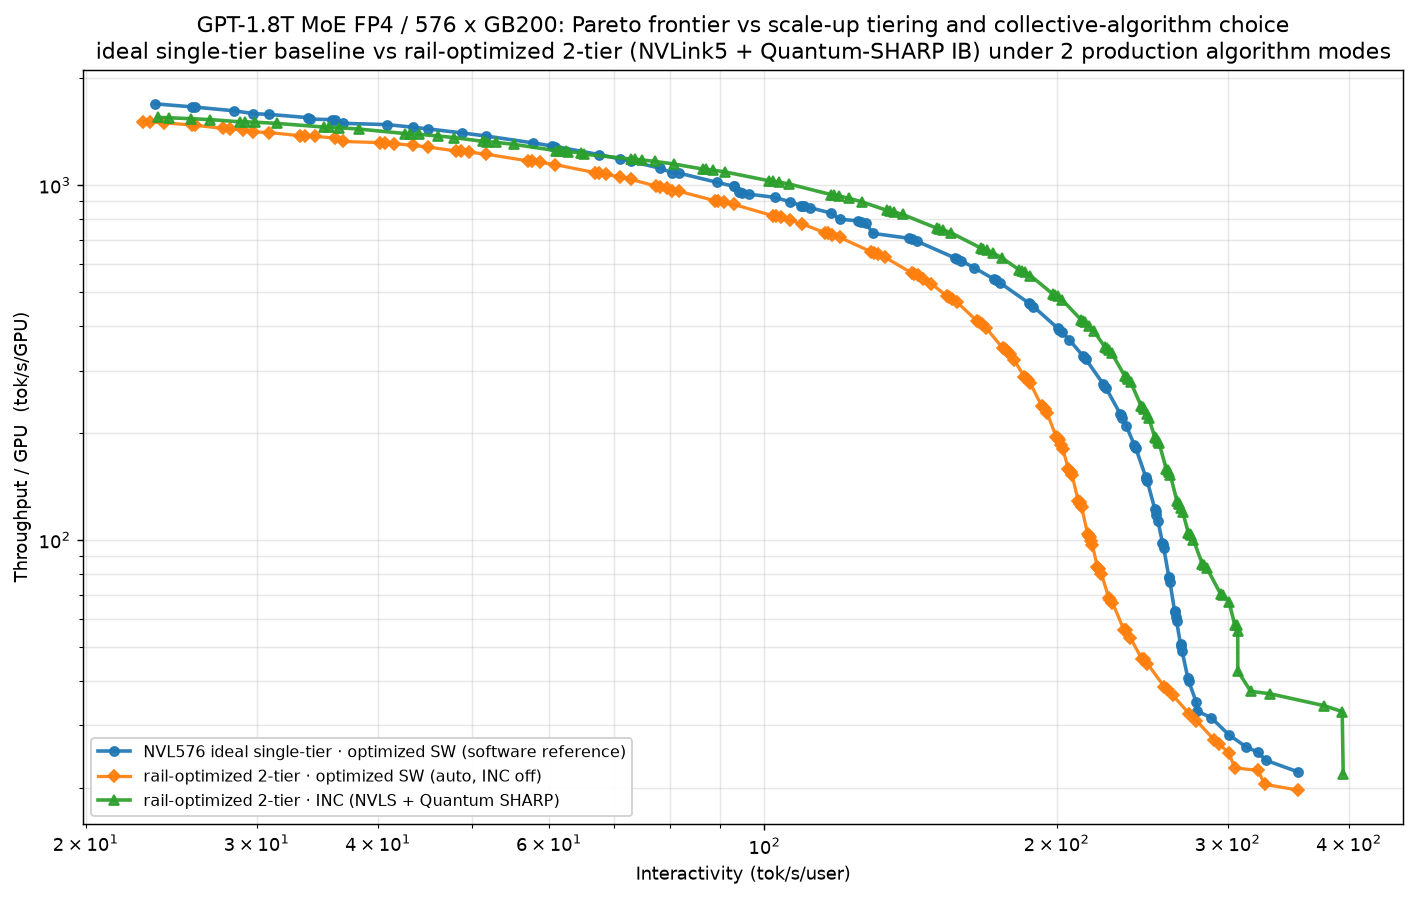 GPT-1.8T MoE FP4 / 576 x GB200: Pareto frontier vs scale-up tiering and collective-algorithm choice
ideal single-tier baseline vs rail-optimized 2-tier (NVLink5 + Quantum-SHARP IB) under 2 production algorithm modes
Throughput / GPU (tok/s/GPU)
10³
10²
NVL576 ideal single-tier · optimized SW (software reference)
rail-optimized 2-tier · optimized SW (auto, INC off)
rail-optimized 2-tier · INC (NVLS + Quantum SHARP)
2 × 10¹ 3 × 10¹ 4 × 10¹ 6 × 10¹ 10² 2 × 10² 3 × 10² 4 × 10²
Interactivity (tok/s/user)